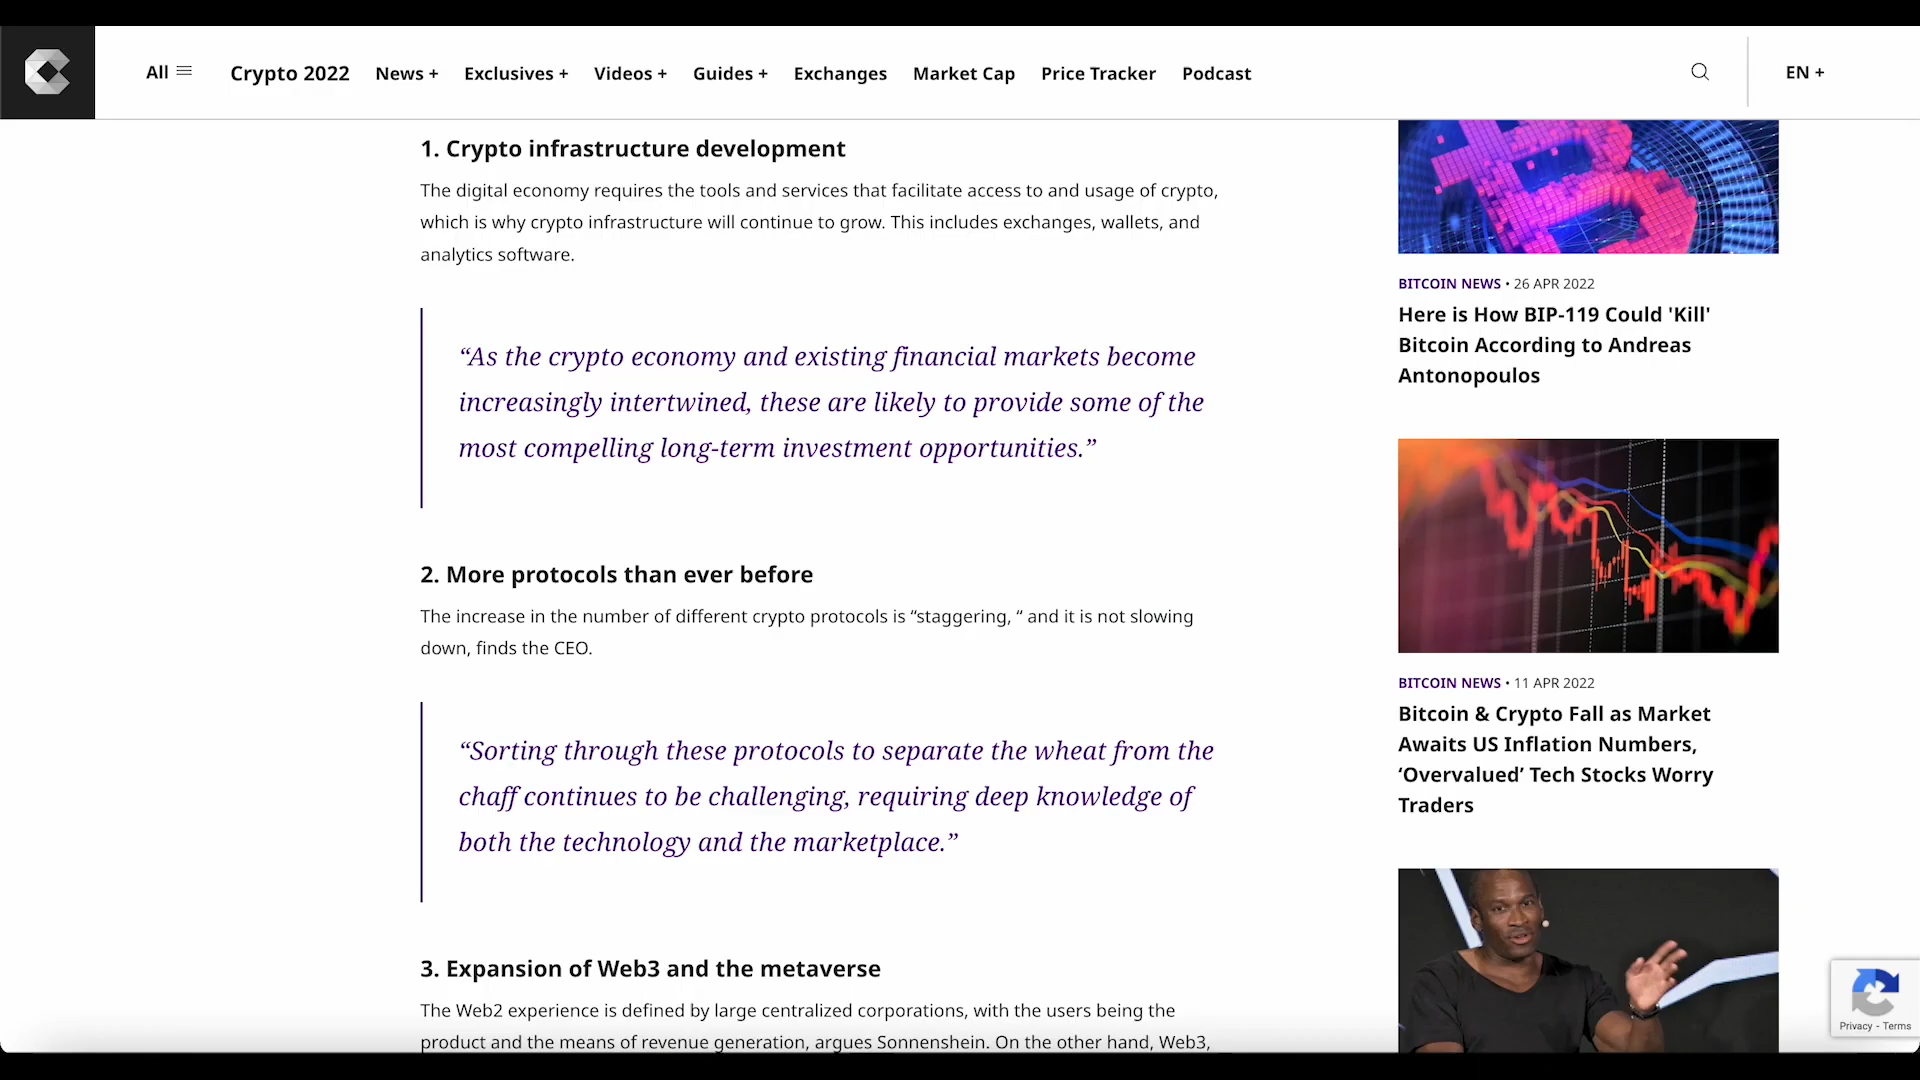 All
Crypto 2022
News +
Exclusives +
Videos +
Guides +
Exchanges
Market Cap
Price Tracker
Podcast
EN +
1. Crypto infrastructure development
The digital economy requires the tools and services that facilitate access to and usage of crypto,
which is why crypto infrastructure will continue to grow. This includes exchanges, wallets, and
analytics software.
“As the crypto economy and existing financial markets become
increasingly intertwined, these are likely to provide some of the
most compelling long-term investment opportunities.”
2. More protocols than ever before
The increase in the number of different crypto protocols is “staggering, “ and it is not slowing
down, finds the CEO.
“Sorting through these protocols to separate the wheat from the
chaff continues to be challenging, requiring deep knowledge of
both the technology and the marketplace.”
3. Expansion of Web3 and the metaverse
The Web2 experience is defined by large centralized corporations, with the users being the
product and the means of revenue generation, argues Sonnenshein. On the other hand, Web3,
BITCOIN NEWS • 26 APR 2022
Here is How BIP-119 Could 'Kill'
Bitcoin According to Andreas
Antonopoulos
BITCOIN NEWS • 11 APR 2022
Bitcoin & Crypto Fall as Market
Awaits US Inflation Numbers,
‘Overvalued’ Tech Stocks Worry
Traders
Privacy - Terms